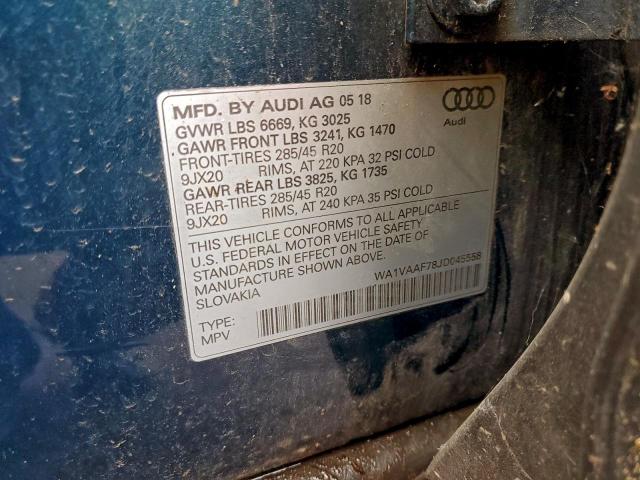 MFD. BY AUDI AG 05 18
GVWR LBS 6669, KG 3025
GAWR FRONT LBS 3241, KG 1470
FRONT-TIRES 285/45 R20
9JX20 RIMS, AT 220 KPA 32 PSI COLD
GAWR REAR LBS 3825, KG 1735
REAR-TIRES 285/45 R20
9JX20 RIMS, AT 240 KPA 35 PSI COLD
Audi
THIS VEHICLE CONFORMS TO ALL APPLICABLE
U.S. FEDERAL MOTOR VEHICLE SAFETY
STANDARDS IN EFFECT ON THE DATE OF
MANUFACTURE SHOWN ABOVE.
SLOVAKIA
WA1VAAF78JD045568
TYPE:
MPV